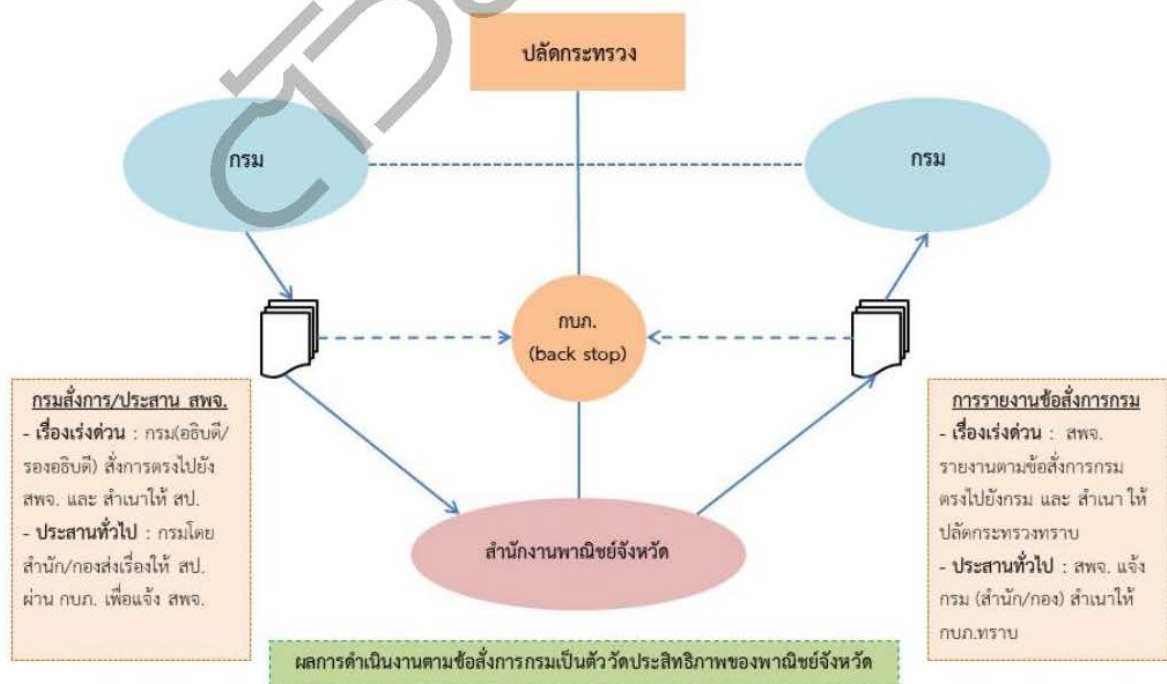 ปลัดกระทรวง
กรม
กรม
กบภ.
(back stop)
กรมสั่งการ/ประสาน สพจ.
- เรื่องเร่งด่วน : กรม(อธิบดี/
รองอธิบดี) สั่งการตรงไปยัง
สพจ. และ สำเนาให้ สป.
- ประสานทั่วไป : กรมโดย
สำนัก/กองส่งเรื่องให้ สป.
ผ่าน กบภ. เพื่อแจ้ง สพจ.
การรายงานข้อสั่งการกรม
- เรื่องเร่งด่วน : สพจ.
รายงานตามข้อสั่งการกรม
ตรงไปยังกรม และ สำเนา ให้
ปลัดกระทรวงทราบ
- ประสานทั่วไป : สพจ. แจ้ง
กรม (สำนัก/กอง) สำเนาให้
กบภ.ทราบ
สำนักงานพาณิชย์จังหวัด
ผลการดำเนินงานตามข้อสั่งการกรมเป็นตัววัดประสิทธิภาพของพาณิชย์จังหวัด